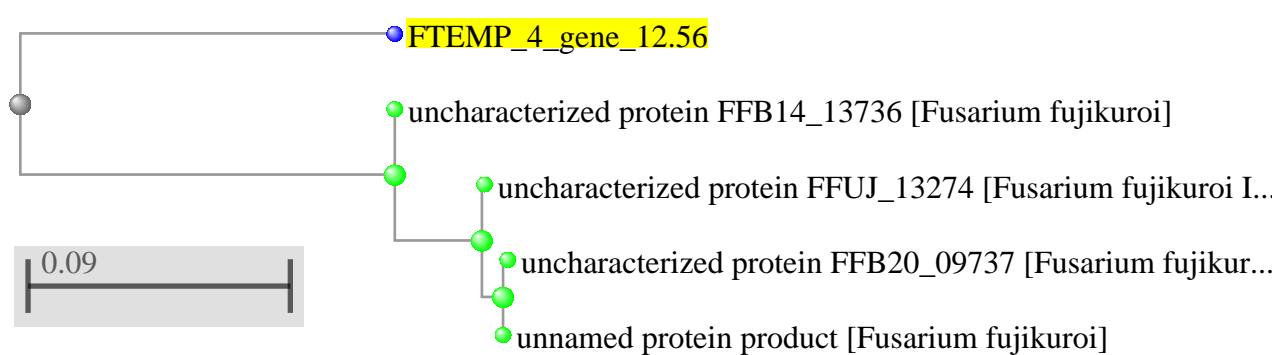 FTEMP_4_gene_12.56
uncharacterized protein FFB14_13736 [Fusarium fujikuroi]
uncharacterized protein FFUJ_13274 [Fusarium fujikuroi I...
0.09
uncharacterized protein FFB20_09737 [Fusarium fujikur...
unnamed protein product [Fusarium fujikuroi]